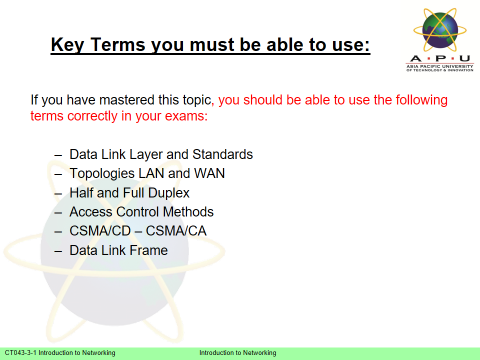 Key Terms you must be able to use:
A • P • U
ASIA PACIFIC UNIVERSITY
OF TECHNOLOGY & INNOVATION
If you have mastered this topic, you should be able to use the following
terms correctly in your exams:
– Data Link Layer and Standards
– Topologies LAN and WAN
– Half and Full Duplex
– Access Control Methods
– CSMA/CD – CSMA/CA
– Data Link Frame
CT043-3-1 Introduction to Networking
Introduction to Networking